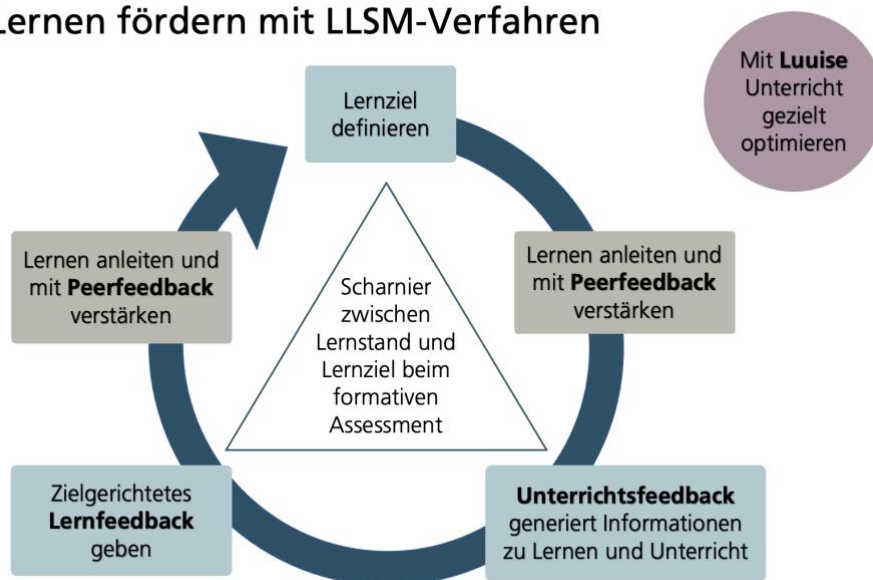 Lernen fördern mit LLSM-Verfahren
Mit Luuise
Unterricht
gezielt
optimieren
Lernziel
definieren
Lernen anleiten und
mit Peerfeedback
verstärken
Unterrichtsfeedback
generiert Informationen
zu Lernen und Unterricht
Zielgerichtetes
Lernfeedback
geben
Lernen anleiten und
mit Peerfeedback
verstärken
Scharnier
zwischen
Lernstand und
Lernziel beim
formativen
Assessment